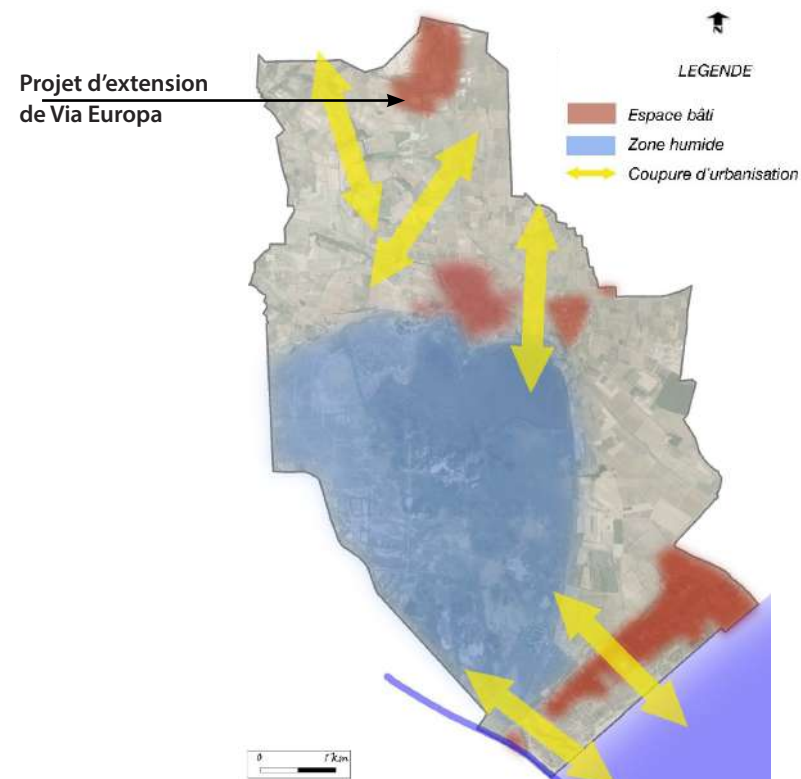 Projet d'extension
de Via Europa
N
LEGENDE
Espace bâti
Zone humide
Coupure d'urbanisation
0 1 km